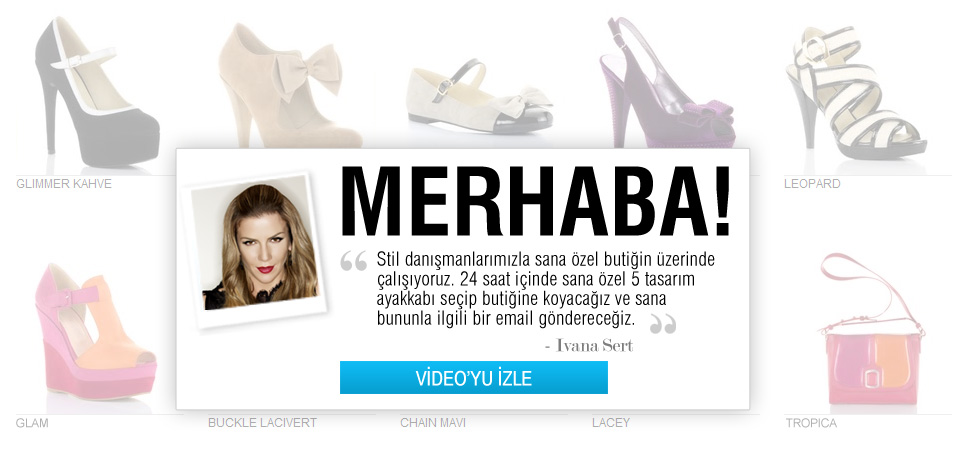 GLIMMER KAHVE
LEOPARD
MERHABA!
“ Stil danışmanlarımızla sana özel butiğin üzerinde
çalışıyoruz. 24 saat içinde sana özel 5 tasarım
ayakkabı seçip butiğine koyacağız ve sana
bununla ilgili bir email göndereceğiz. ”
- Ivana Sert
VİDEO'YU İZLE
GLAM
BUCKLE LACIVERT
CHAIN MAVI
LACEY
TROPICA